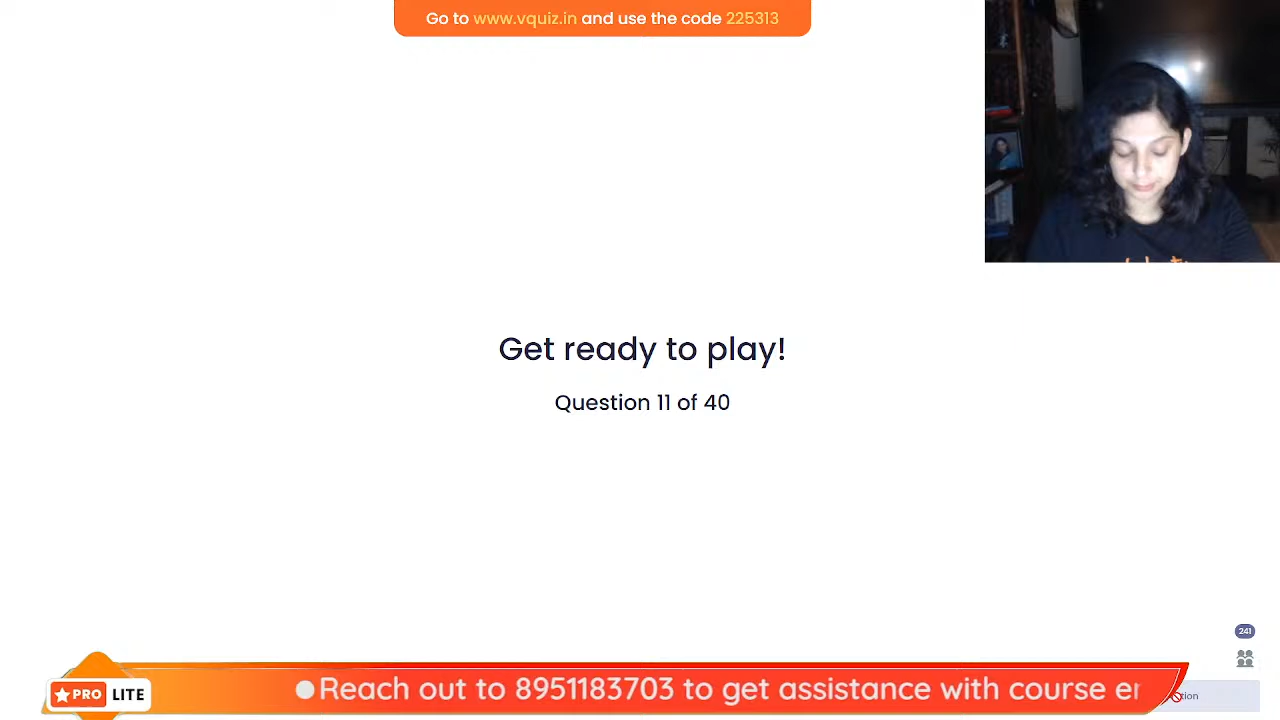 Go to www.vquiz.in and use the code 225313
Get ready to play!
Question 11 of 40
241
PRO LITE
Reach out to 8951183703 to get assistance with course